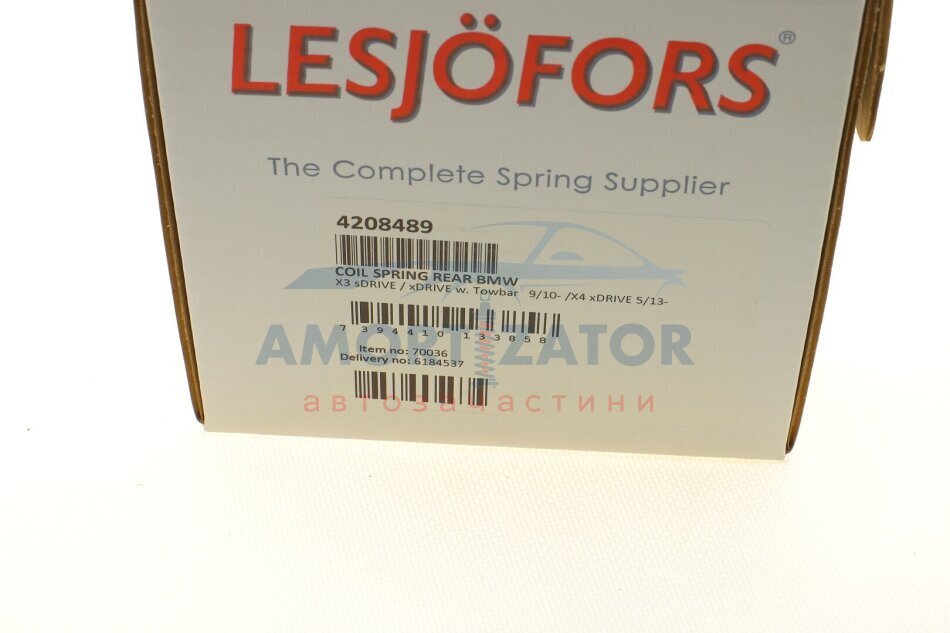 LESJÖFORS®
The Complete Spring Supplier
4208489
COIL SPRING REAR BMW
X3 sDRIVE / xDRIVE w. Towbar 9/10- /X4 xDRIVE 5/13-
7 394410 133858
AMORTIZATOR
Item no: 70036
Delivery no: 6184537
автозапчастини